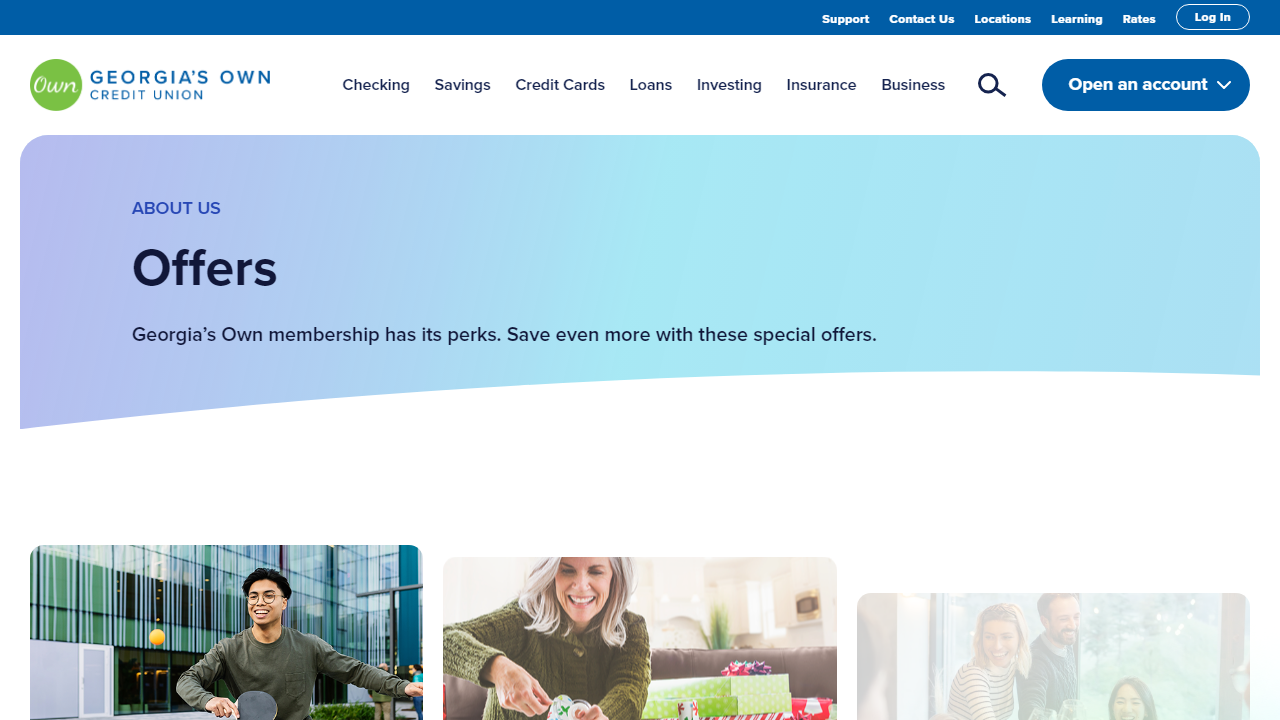 Support Contact Us Locations Learning Rates Log In
Own GEORGIA'S OWN
CREDIT UNION
Checking Savings Credit Cards Loans Investing Insurance Business Open an account
ABOUT US
Offers
Georgia’s Own membership has its perks. Save even more with these special offers.